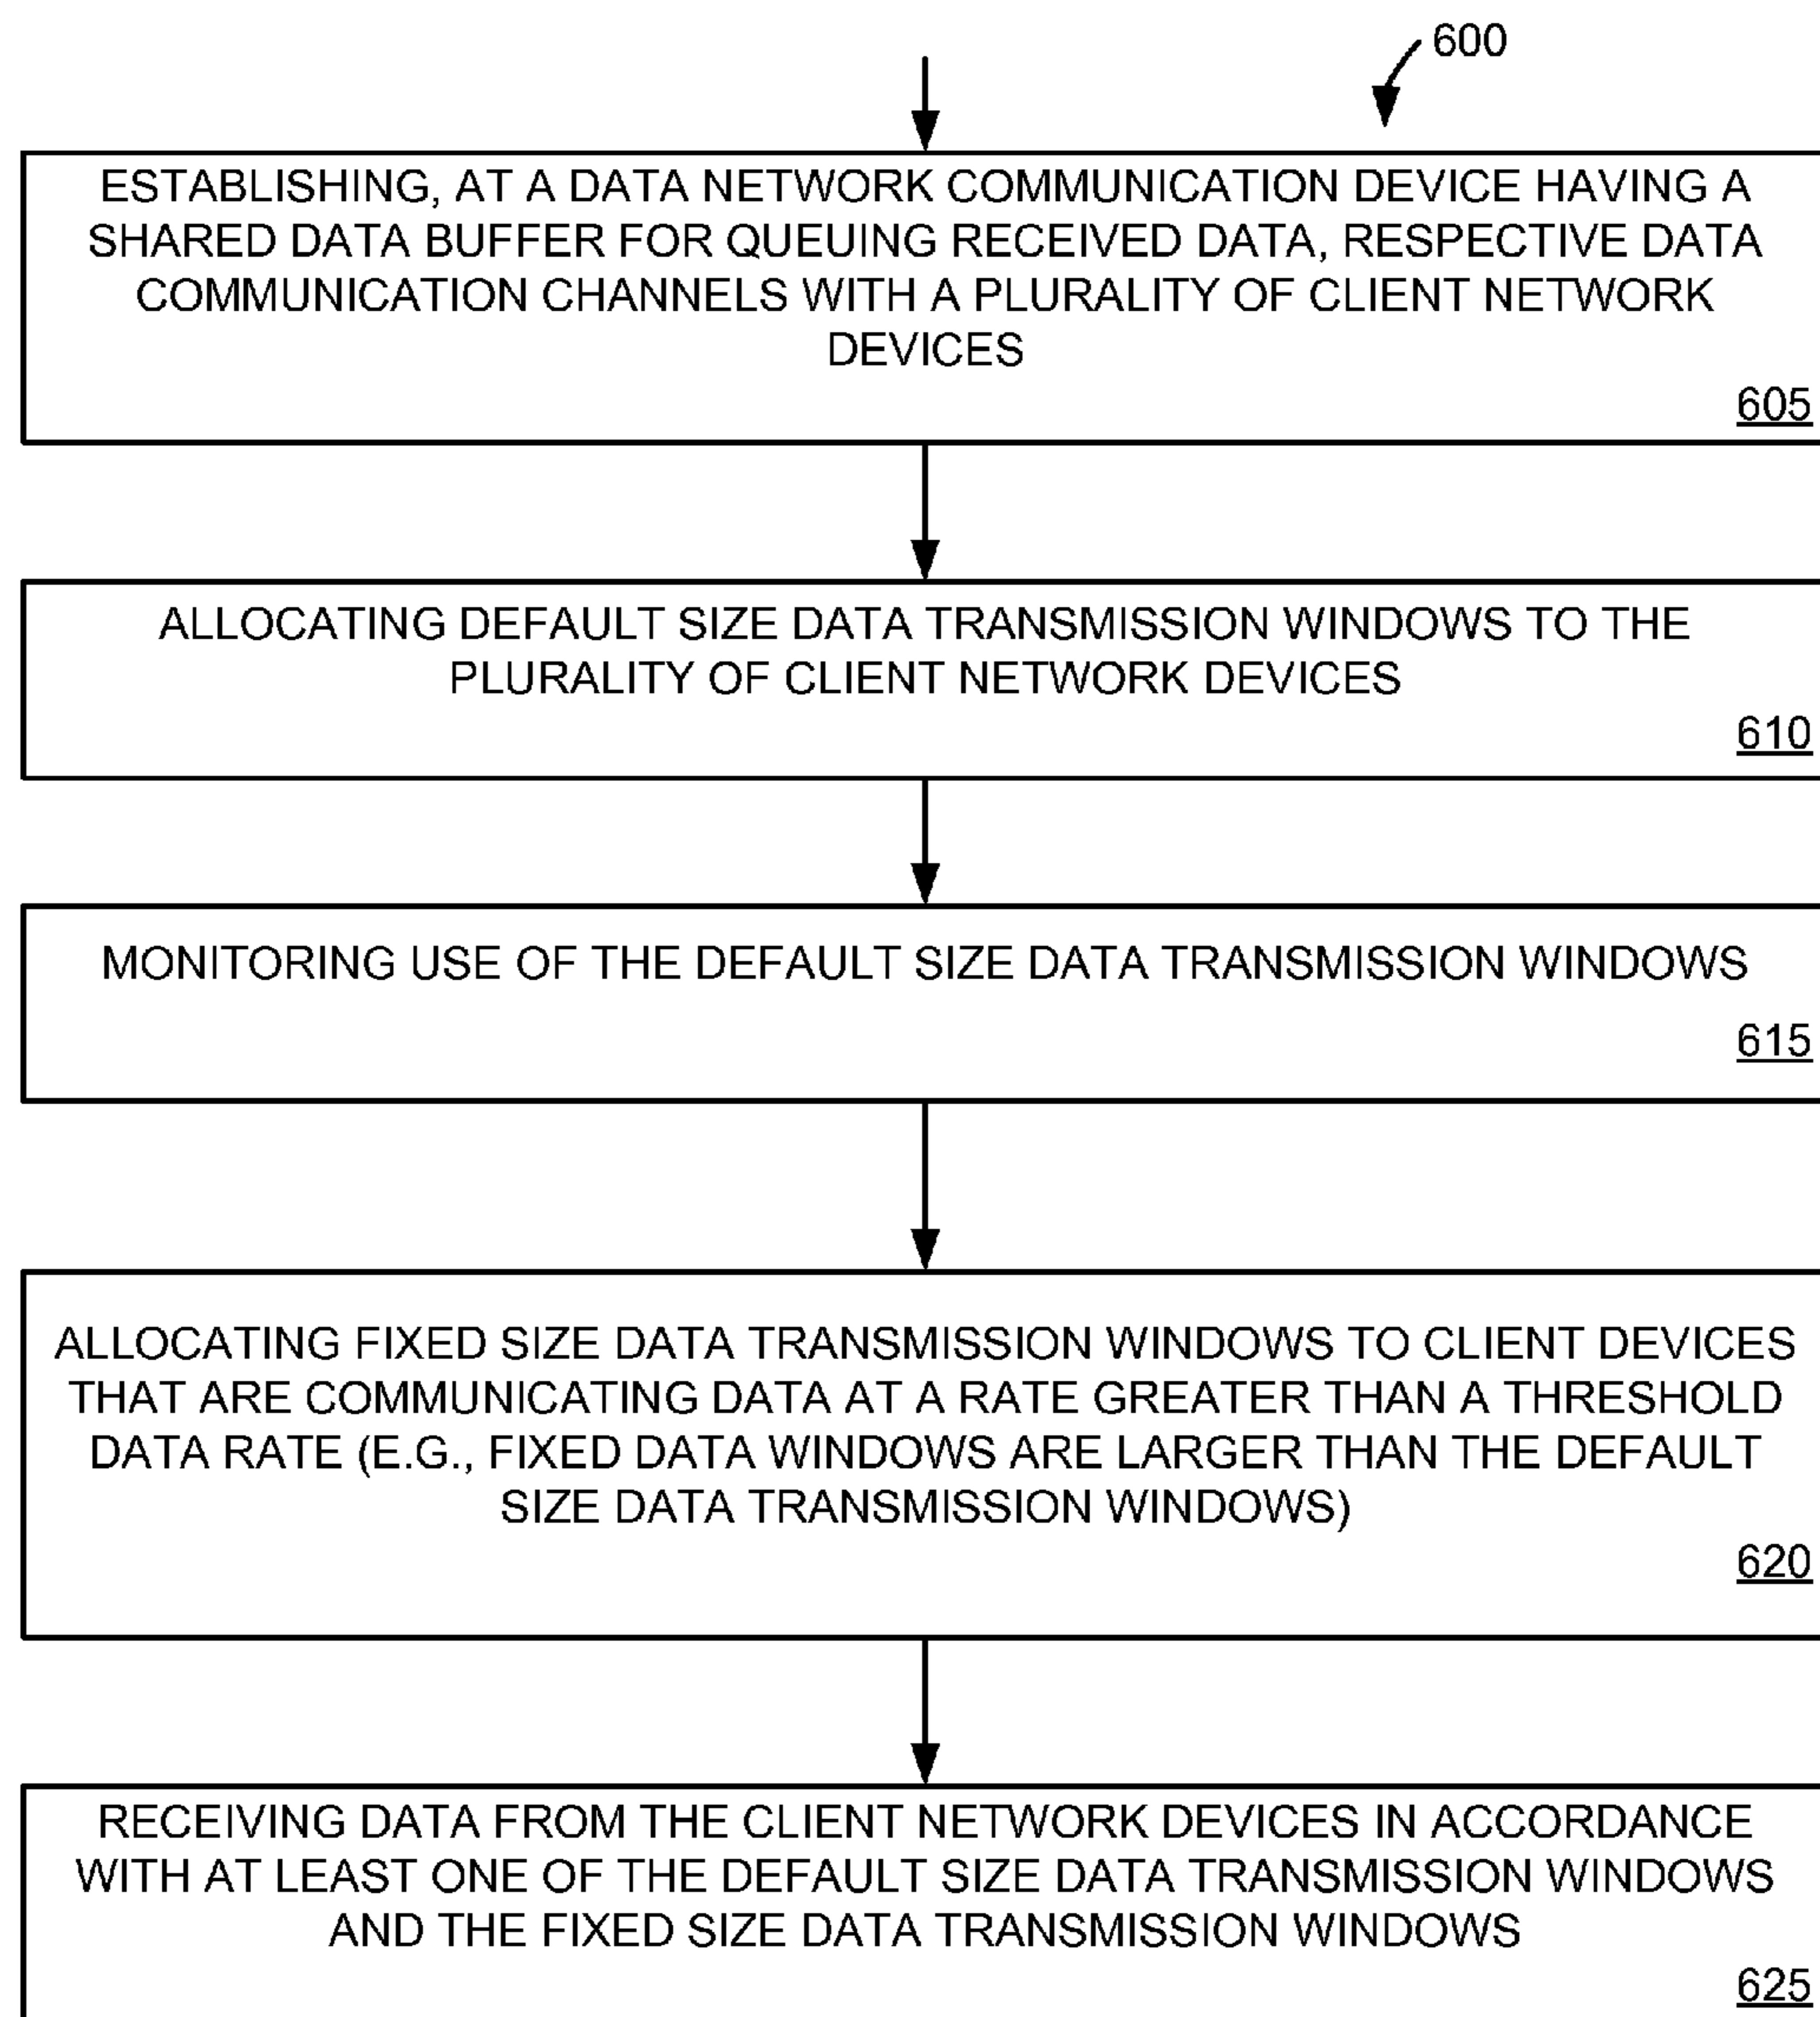 600
ESTABLISHING, AT A DATA NETWORK COMMUNICATION DEVICE HAVING A
SHARED DATA BUFFER FOR QUEUING RECEIVED DATA, RESPECTIVE DATA
COMMUNICATION CHANNELS WITH A PLURALITY OF CLIENT NETWORK
DEVICES
605
ALLOCATING DEFAULT SIZE DATA TRANSMISSION WINDOWS TO THE
PLURALITY OF CLIENT NETWORK DEVICES
610
MONITORING USE OF THE DEFAULT SIZE DATA TRANSMISSION WINDOWS
615
ALLOCATING FIXED SIZE DATA TRANSMISSION WINDOWS TO CLIENT DEVICES
THAT ARE COMMUNICATING DATA AT A RATE GREATER THAN A THRESHOLD
DATA RATE (E.G., FIXED DATA WINDOWS ARE LARGER THAN THE DEFAULT
SIZE DATA TRANSMISSION WINDOWS)
620
RECEIVING DATA FROM THE CLIENT NETWORK DEVICES IN ACCORDANCE
WITH AT LEAST ONE OF THE DEFAULT SIZE DATA TRANSMISSION WINDOWS
AND THE FIXED SIZE DATA TRANSMISSION WINDOWS
625